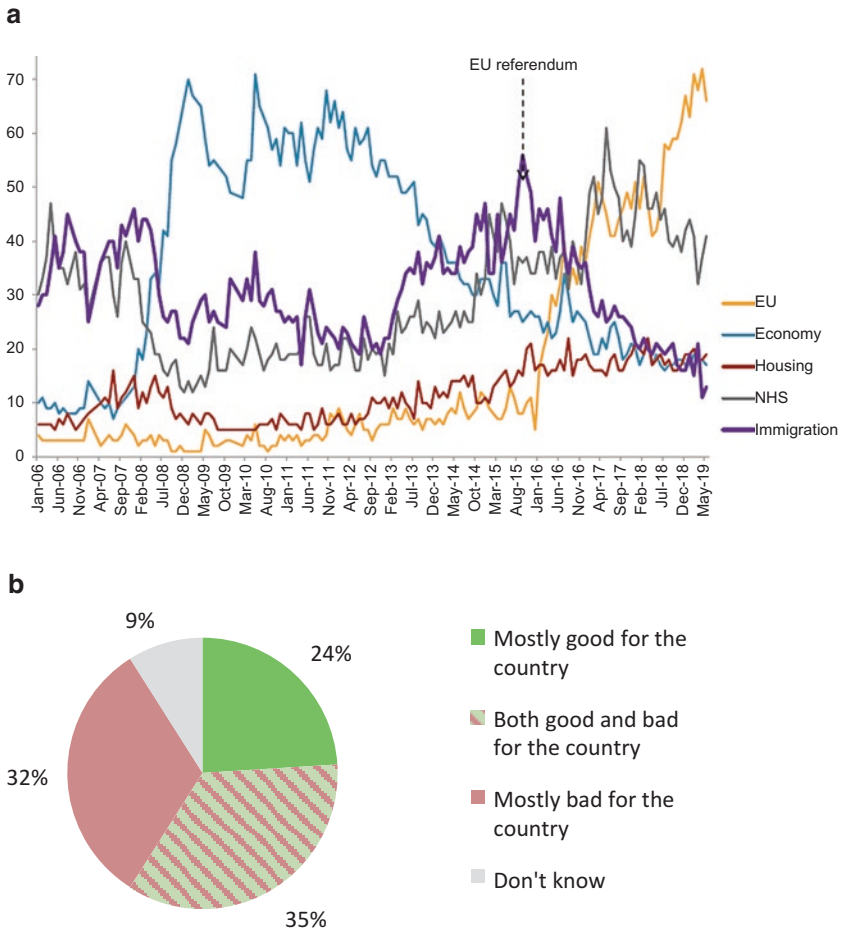 a
EU referendum
70
60
50
40
30
20
10
0
Jan-06
Jun-06
Nov-06
Apr-07
Sep-07
Feb-08
Jul-08
Dec-08
May-09
Oct-09
Mar-10
Aug-10
Jan-11
Jun-11
Nov-11
Apr-12
Sep-12
Feb-13
Jul-13
Dec-13
May-14
Oct-14
Mar-15
Aug-15
Jan-16
Jun-16
Nov-16
Apr-17
Sep-17
Feb-18
Jul-18
Dec-18
May-19
EU
Economy
Housing
NHS
Immigration
b
9%
24%
32%
35%
Mostly good for the
country
Both good and bad
for the country
Mostly bad for the
country
Don't know